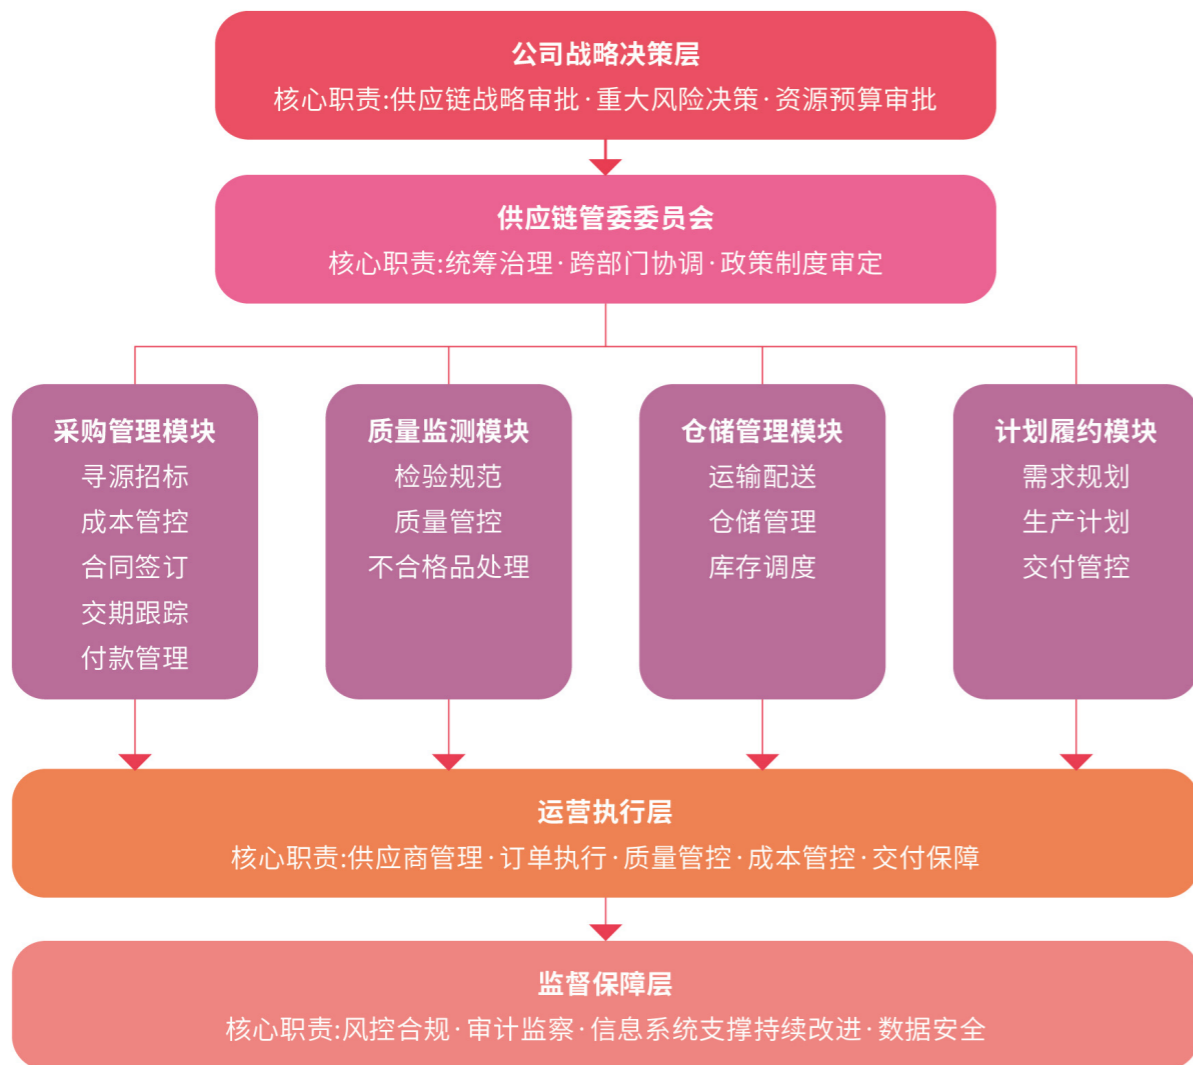 公司战略决策层
核心职责:供应链战略审批·重大风险决策·资源预算审批
供应链管委委员会
核心职责:统筹治理·跨部门协调·政策制度审定
采购管理模块
寻源招标
成本管控
合同签订
交期跟踪
付款管理
质量监测模块
检验规范
质量管控
不合格品处理
仓储管理模块
运输配送
仓储管理
库存调度
计划履约模块
需求规划
生产计划
交付管控
运营执行层
核心职责:供应商管理·订单执行·质量管控·成本管控·交付保障
监督保障层
核心职责:风控合规·审计监察·信息系统支撑持续改进·数据安全